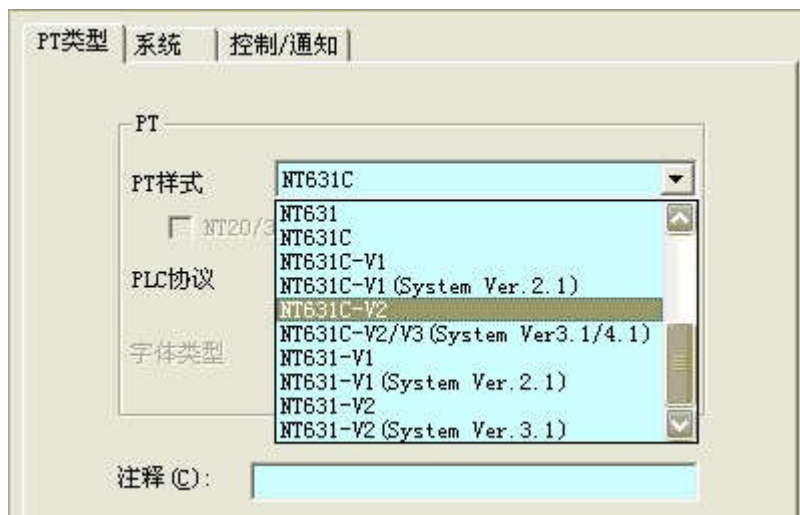 PT类型 系统 控制/通知
PT
PT样式 NT631C
NT20/3
PLC协议
字体类型
NT631
NT631C
NT631C-V1
NT631C-V1(System Ver.2.1)
NT631C-V2
NT631C-V2/V3(System Ver3.1/4.1)
NT631-V1
NT631-V1(System Ver.2.1)
NT631-V2
NT631-V2(System Ver.3.1)
注释(C):